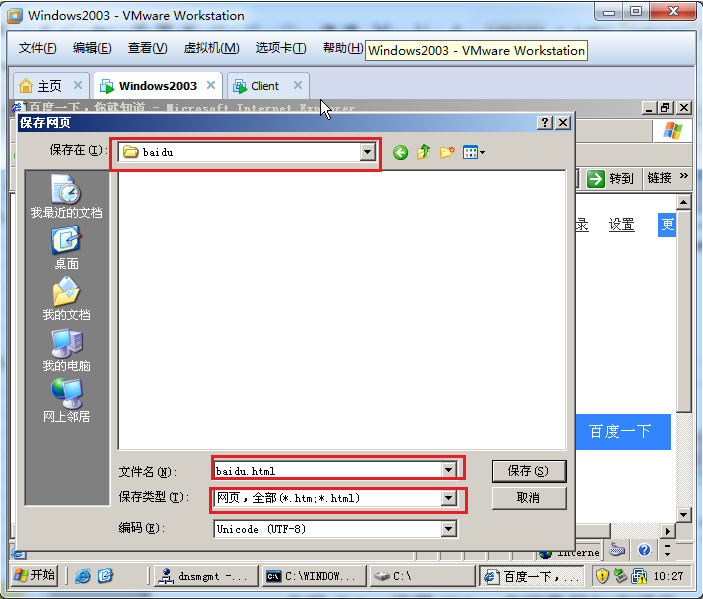 Windows2003 - VMware Workstation
文件(F) 编辑(E) 查看(V) 虚拟机(M) 选项卡(T) 帮助(H)
Windows2003 - VMware Workstation
主页 Windows2003 Client
百度一下，你就知道 - Microsoft Internet Explorer
保存网页
保存在(I):
baidu
转到 链接 »
我最近的文档
录 设置 更
桌面
我的文档
我的电脑
网上邻居
百度一下
文件名(N):
baidu.html
保存(S)
保存类型(T):
网页，全部(*.htm;*.html)
取消
编码(E):
Unicode (UTF-8)
Interne
开始 dnsmgmt -... C:\WINDOW... C:\ 百度一下，... 10:27